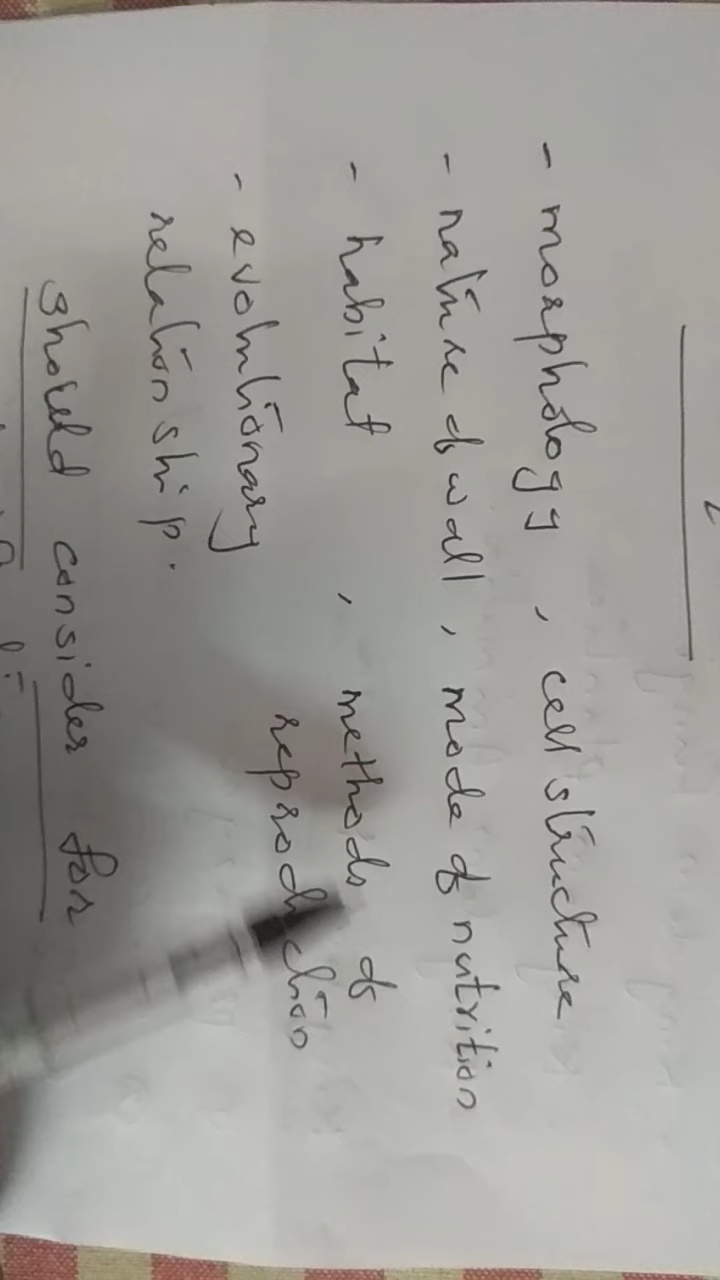 - morphology, cell structure
- nature of wall, mode of nutrition
- habitat, methods of
reproduction
- evolutionary
relationship.
should consider for